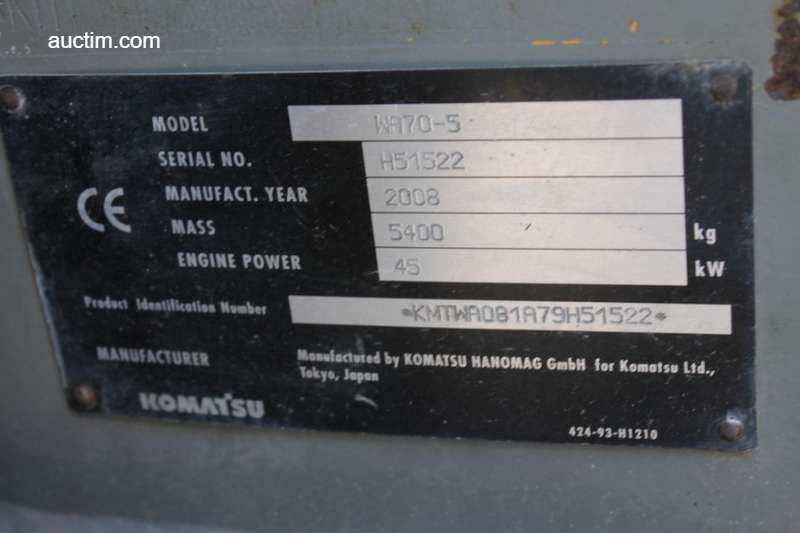 auctim.com
MODEL WA70-5
SERIAL NO. H51522
MANUFACT. YEAR 2008
CE
MASS 5400 kg
ENGINE POWER 45 kW
Product Identification Number *KMTWA081A79H51522*
MANUFACTURER Manufactured by KOMATSU HANOMAG GmbH for Komatsu Ltd.,
Tokyo, Japan
KOMATSU
424-93-H1210